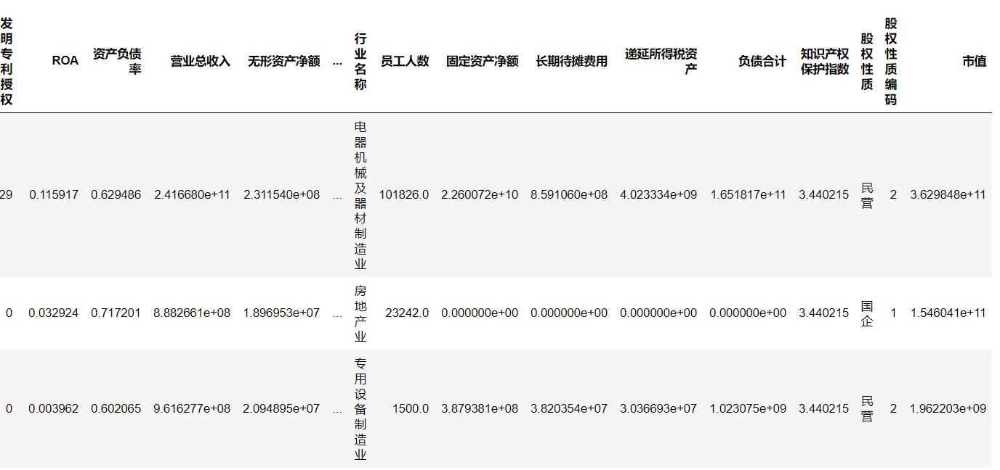 发明专利授权 ROA 资产负债率 营业总收入 无形资产净额 ... 行业名称 员工人数 固定资产净额 长期待摊费用 递延所得税资产 负债合计 知识产权保护指数 股权性质 股权性质编码 市值
29 0.115917 0.629486 2.416680e+11 2.311540e+08 ... 电器机械及器材制造业 101826.0 2.260072e+10 8.591060e+08 4.023334e+09 1.651817e+11 3.440215 民营 2 3.629848e+11
0 0.032924 0.717201 8.882661e+08 1.896953e+07 ... 房地产业 23242.0 0.000000e+00 0.000000e+00 0.000000e+00 0.000000e+00 3.440215 国企 1 1.546041e+11
0 0.003962 0.602065 9.616277e+08 2.094895e+07 ... 专用设备制造业 1500.0 3.879381e+08 3.820354e+07 3.036693e+07 1.023075e+09 3.440215 民营 2 1.962203e+09